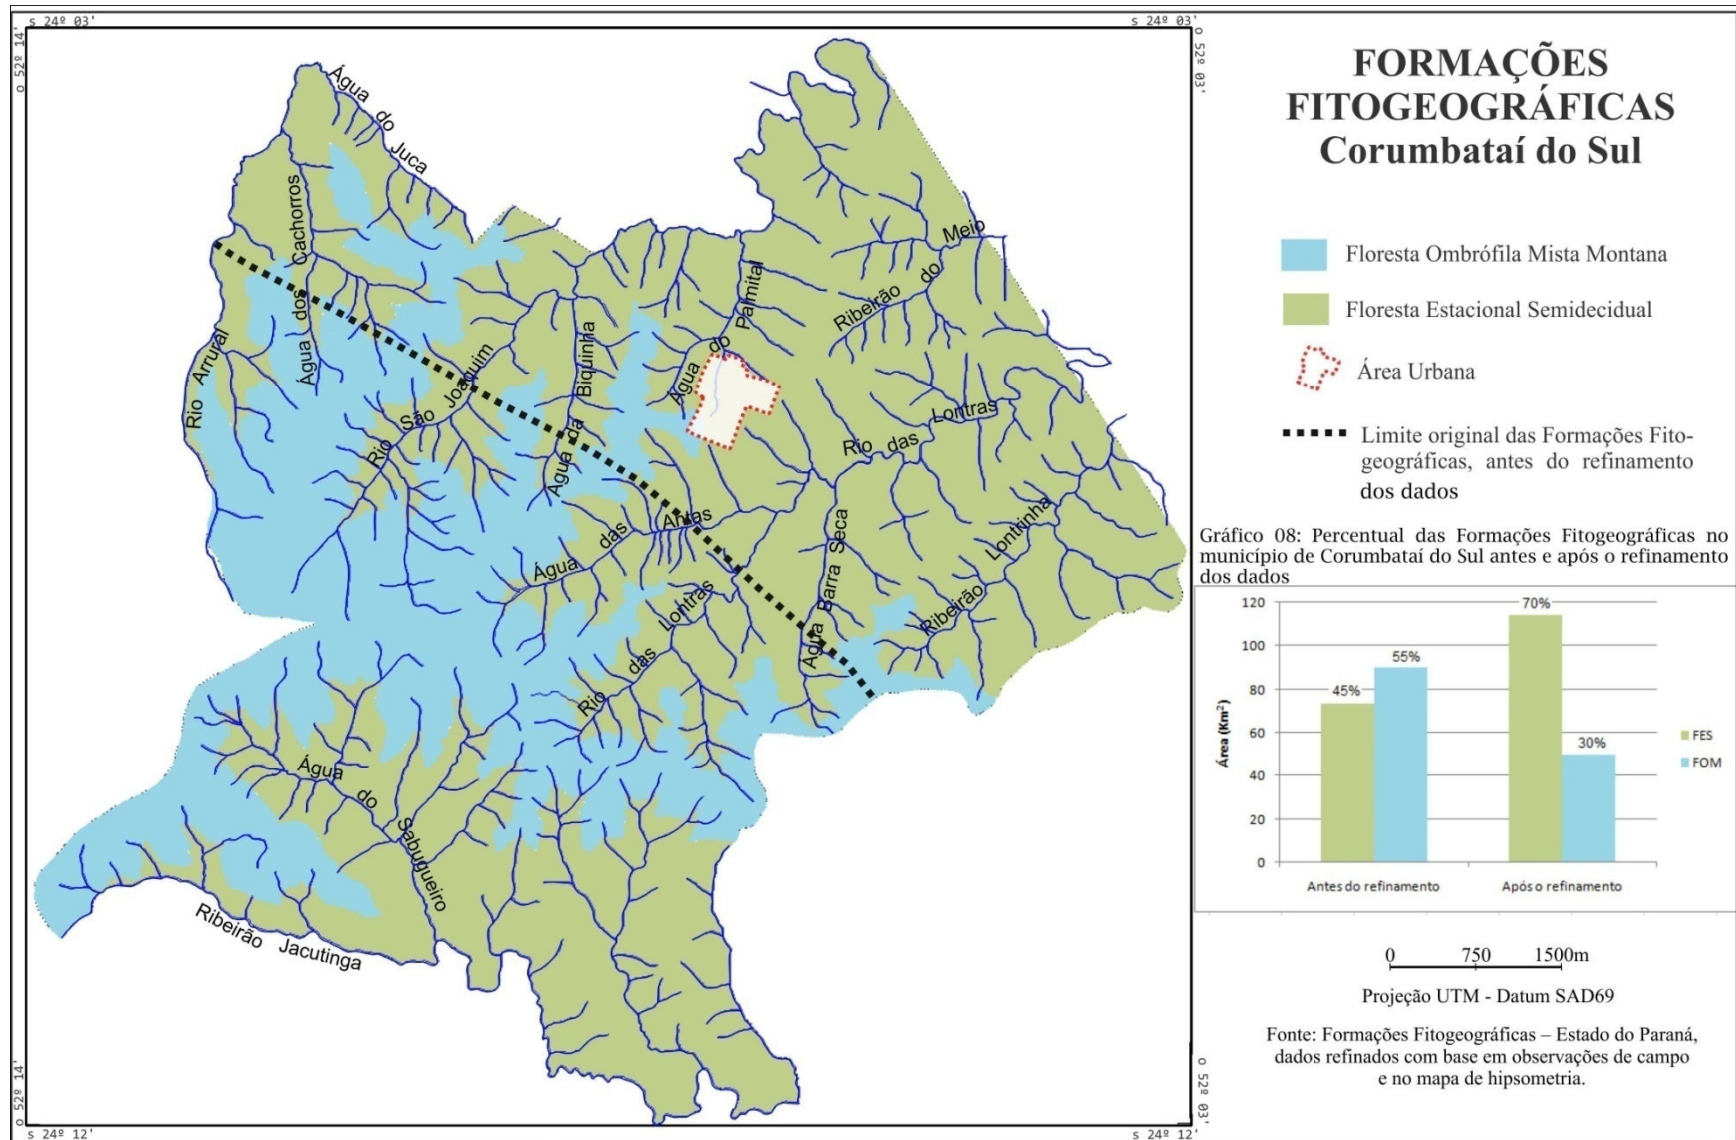 s 24º 03'
s 24º 03'
o 52º 14'
o 52º 03'
FORMAÇÕES
FITOGEOGRÁFICAS
Corumbataí do Sul
Floresta Ombrófila Mista Montana
Floresta Estacional Semidecidual
Área Urbana
Limite original das Formações Fito-
geográficas, antes do refinamento
dos dados
Água do Juca
Água dos Cachorros
Rio Arrural
Rio São Joaquim
Água da Biquinha
Água do Palmital
Ribeirão do Meio
Rio das Lontras
Água das Antas
Água Barra Seca
Ribeirão Lontrinha
Rio das Lontras
Água do Sabugueiro
Ribeirão Jacutinga
Gráfico 08: Percentual das Formações Fitogeográficas no
município de Corumbataí do Sul antes e após o refinamento
dos dados
Área (Km²)
120
100
80
60
40
20
0
45%
55%
70%
30%
Antes do refinamento
Após o refinamento
FES
FOM
0 750 1500m
Projeção UTM - Datum SAD69
Fonte: Formações Fitogeográficas – Estado do Paraná,
dados refinados com base em observações de campo
e no mapa de hipsometria.
o 52º 14'
o 52º 03'
s 24º 12'
s 24º 12'